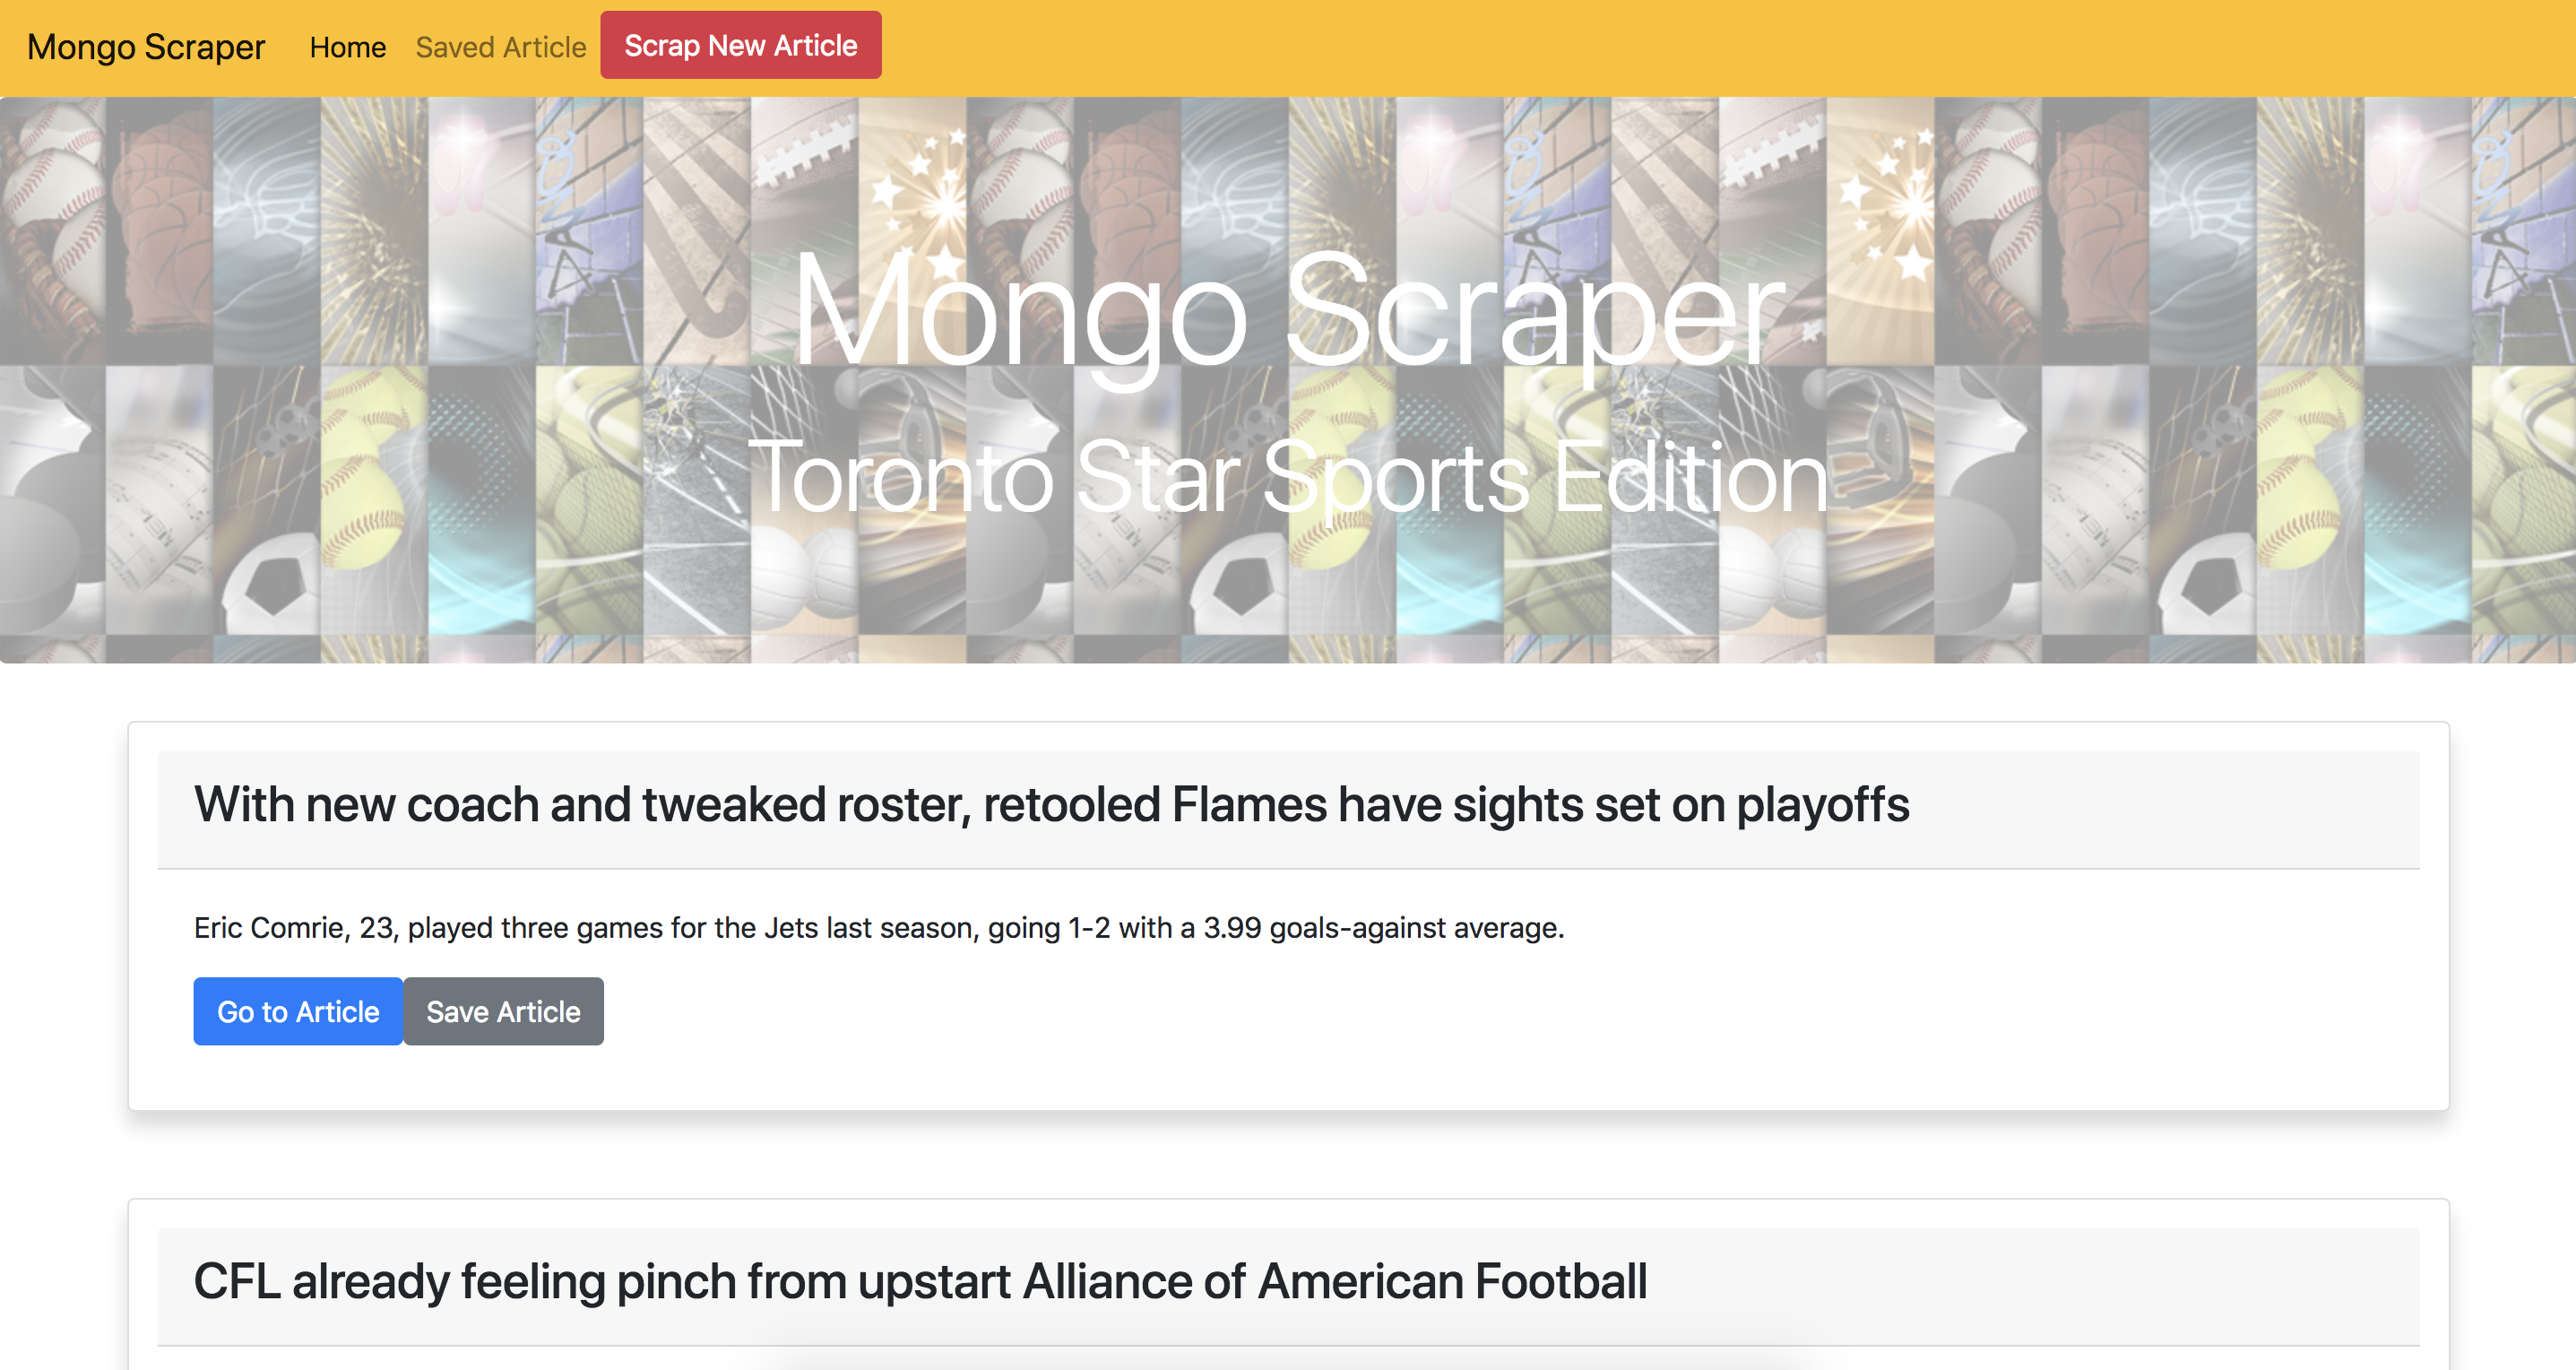 Mongo Scraper Home Saved Article Scrap New Article
Mongo Scraper
Toronto Star Sports Edition
With new coach and tweaked roster, retooled Flames have sights set on playoffs
Eric Comrie, 23, played three games for the Jets last season, going 1-2 with a 3.99 goals-against average.
Go to Article Save Article
CFL already feeling pinch from upstart Alliance of American Football